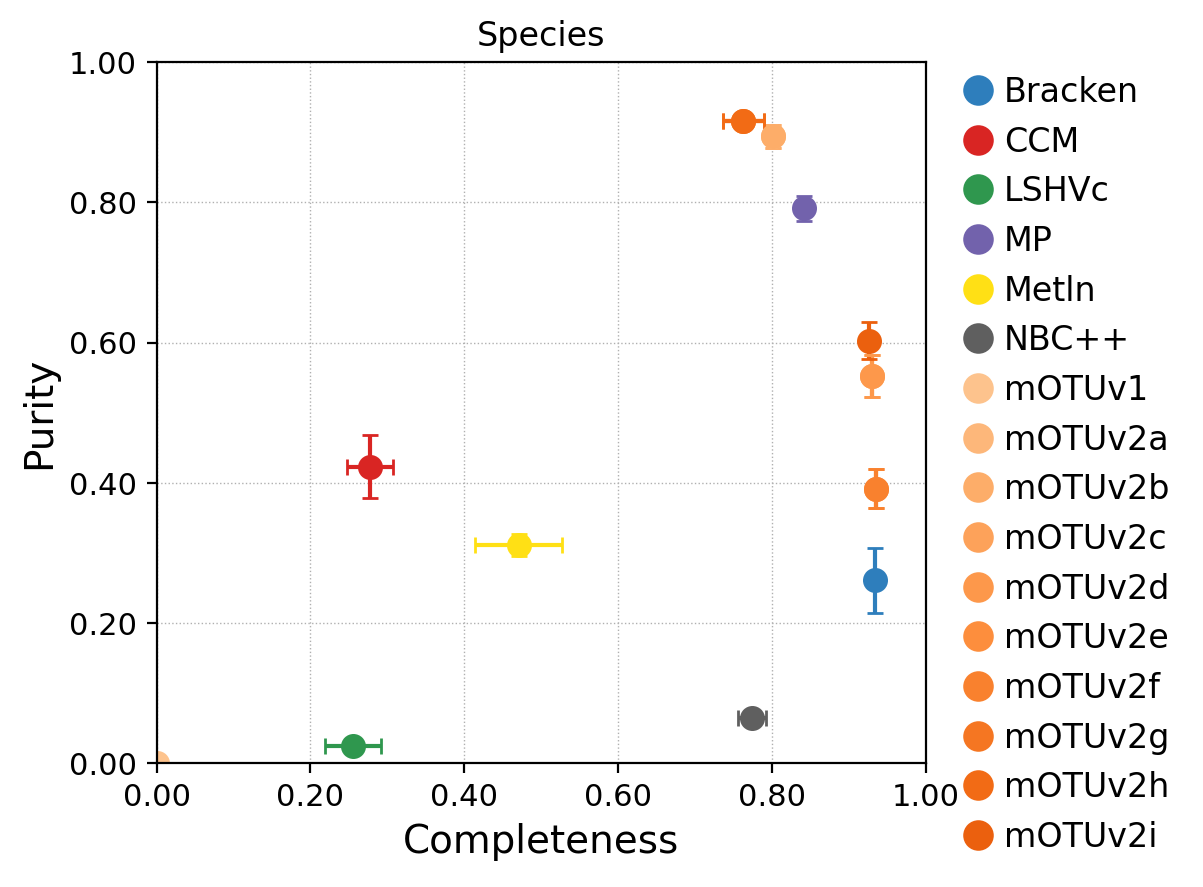 Species
1.00
0.80
0.60
0.40
0.20
0.00
Purity
0.00 0.20 0.40 0.60 0.80 1.00
Completeness
Bracken
CCM
LSHVc
MP
Metln
NBC++
mOTUv1
mOTUv2a
mOTUv2b
mOTUv2c
mOTUv2d
mOTUv2e
mOTUv2f
mOTUv2g
mOTUv2h
mOTUv2i